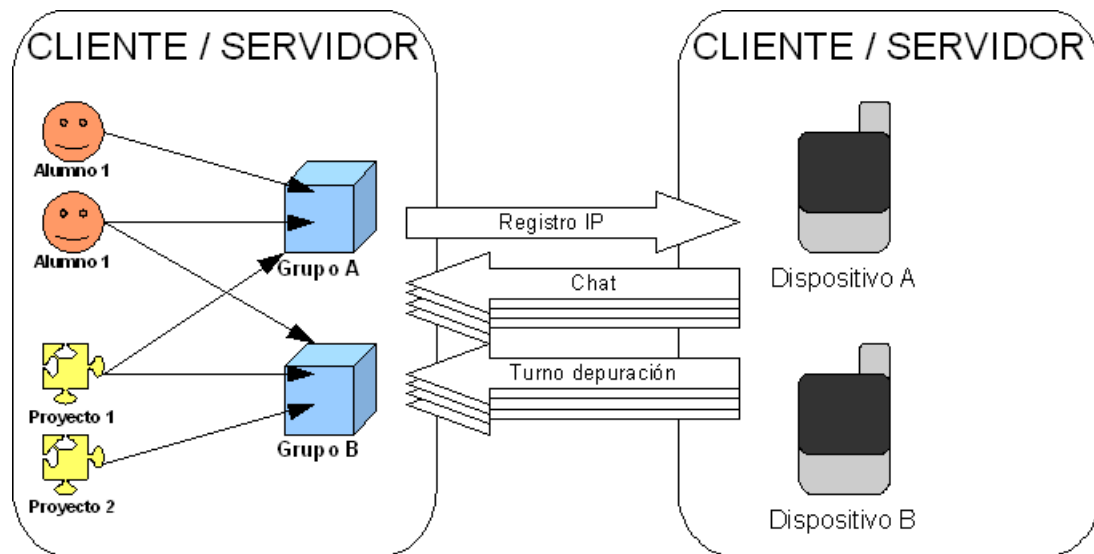 CLIENTE / SERVIDOR
CLIENTE / SERVIDOR
Alumno 1
Alumno 1
Grupo A
Proyecto 1
Proyecto 2
Grupo B
Registro IP
Chat
Turno depuración
Dispositivo A
Dispositivo B